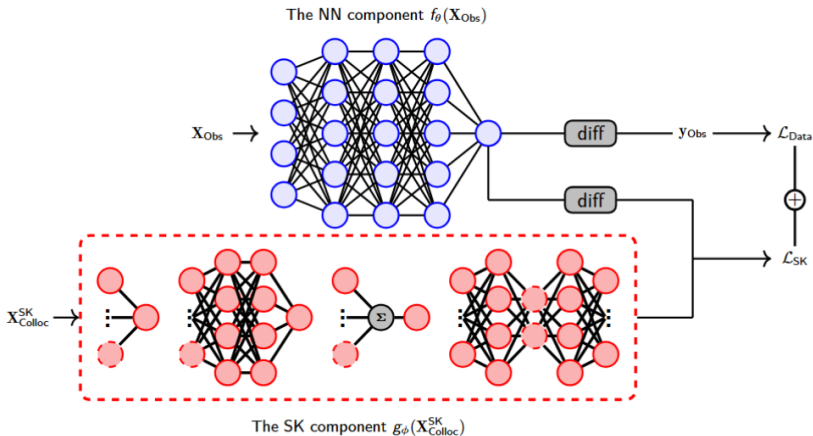 The NN component f_θ(X_Obs)
X_Obs
diff
y_Obs
ℒ_Data
diff
+
ℒ_SK
X^SK_Colloc
Σ
The SK component g_ϕ(X^SK_Colloc)